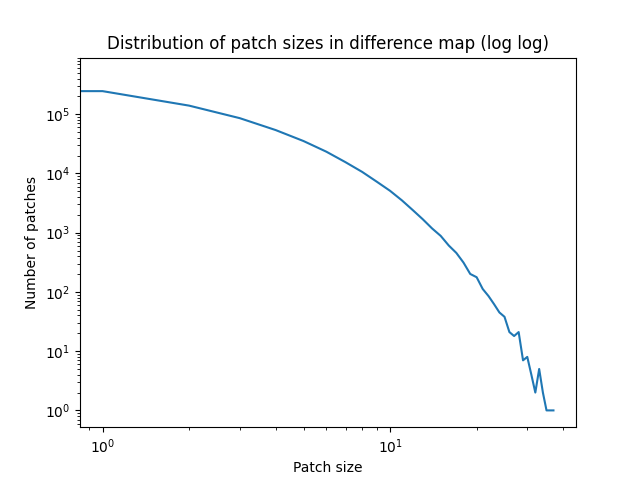 Distribution of patch sizes in difference map (log log)
Number of patches
10⁵
10⁴
10³
10²
10¹
10⁰
10⁰ 10¹
Patch size